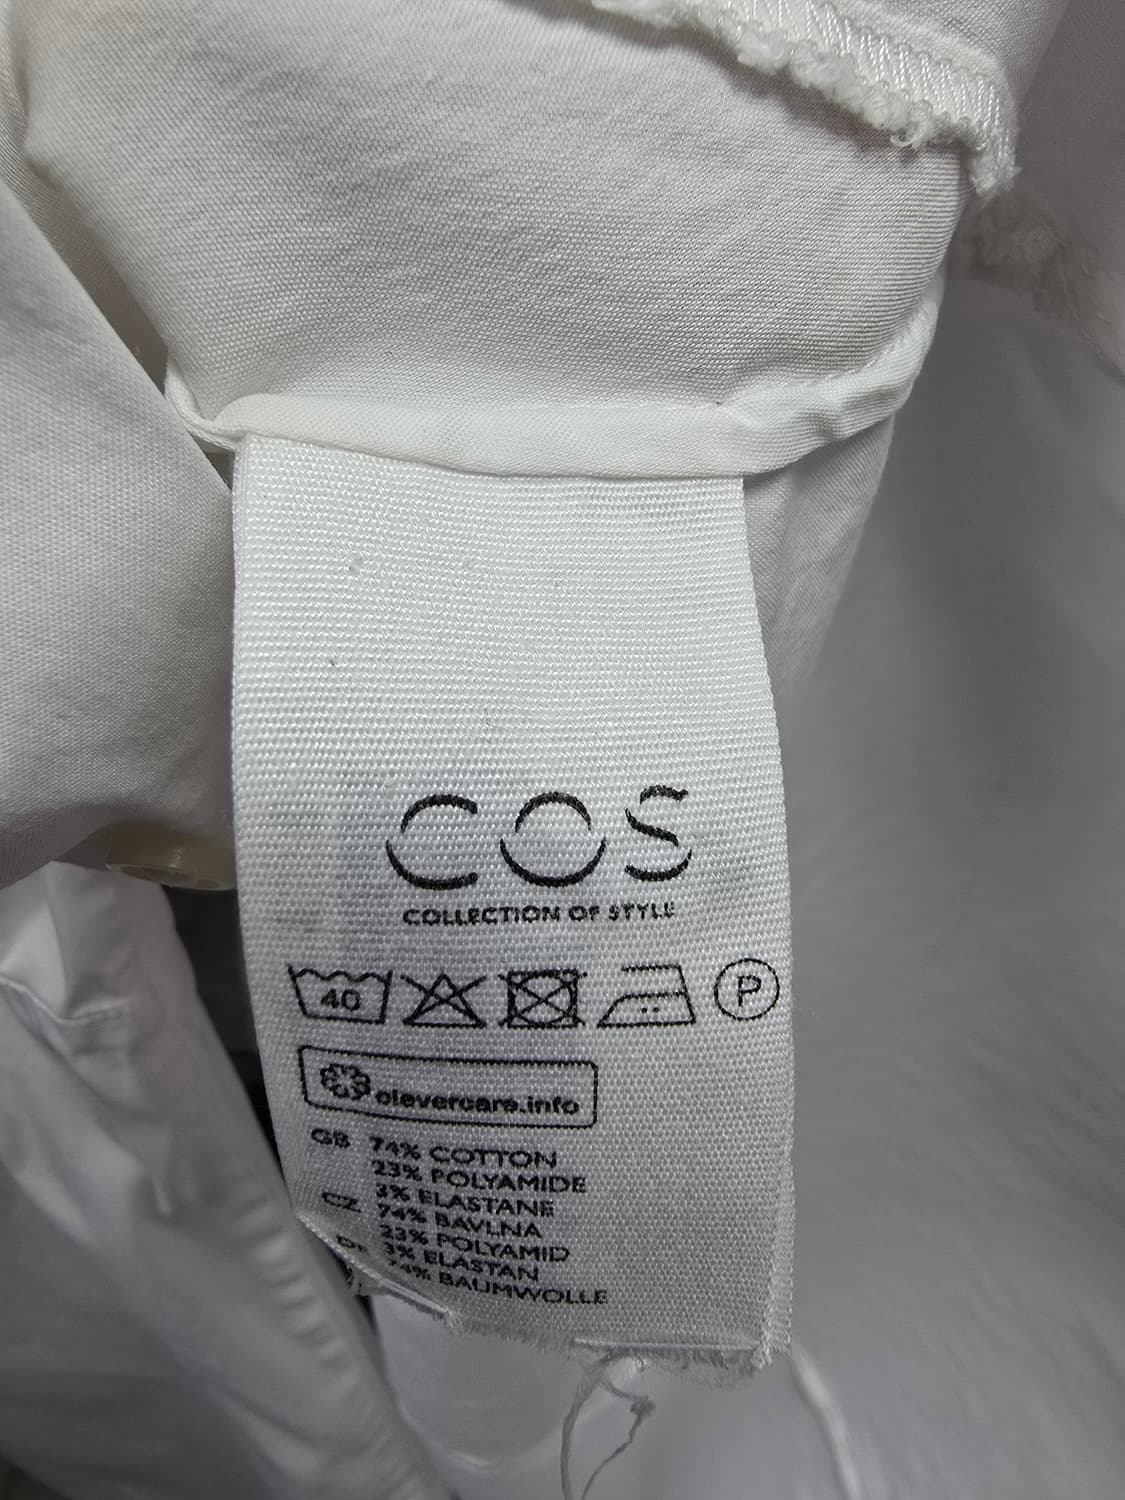 COS
COLLECTION OF STYLE
40
P
clevercare.info
GB 74% COTTON
23% POLYAMIDE
3% ELASTANE
CZ 74% BAVLNA
23% POLYAMID
3% ELASTAN
DE 74% BAUMWOLLE